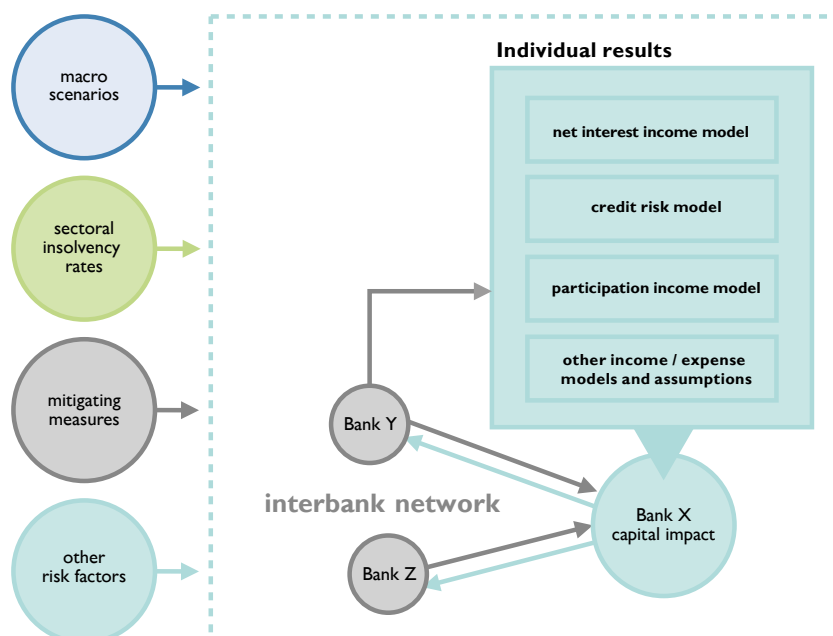 macro
scenarios
sectoral
insolvency
rates
mitigating
measures
other
risk factors
Individual results
net interest income model
credit risk model
participation income model
other income / expense
models and assumptions
Bank Y
interbank network
Bank Z
Bank X
capital impact